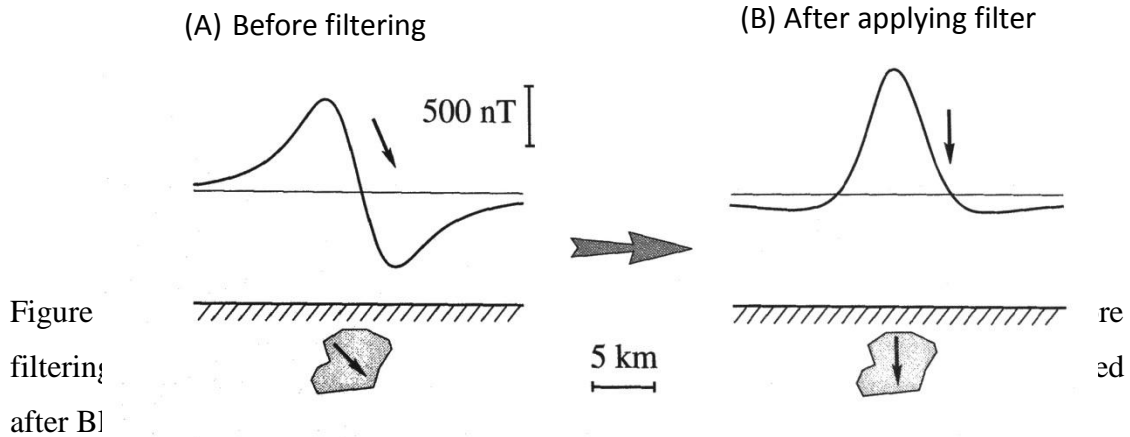 (A) Before filtering
(B) After applying filter
500 nT
5 km
Figure
re
filtering
ed
after Bl